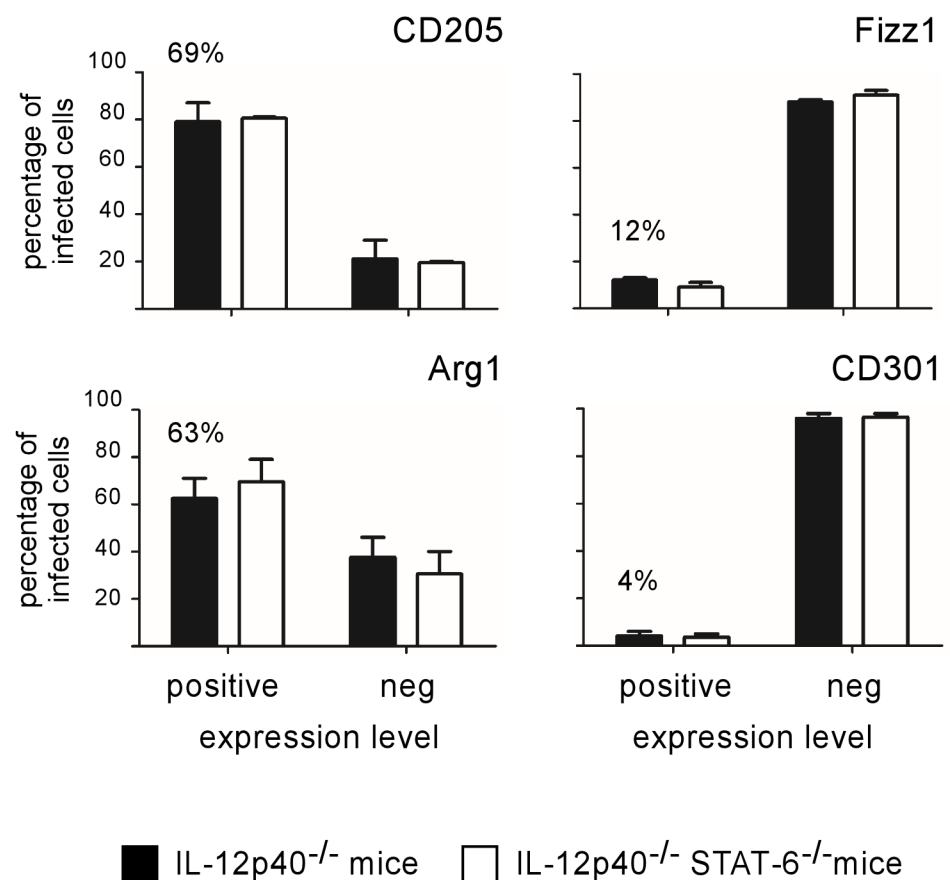 CD205
69%
percentage of
infected cells
100
80
60
40
20
Fizz1
12%
Arg1
63%
percentage of
infected cells
100
80
60
40
20
positive neg
expression level
CD301
4%
positive neg
expression level
IL-12p40-/- mice IL-12p40-/- STAT-6-/-mice